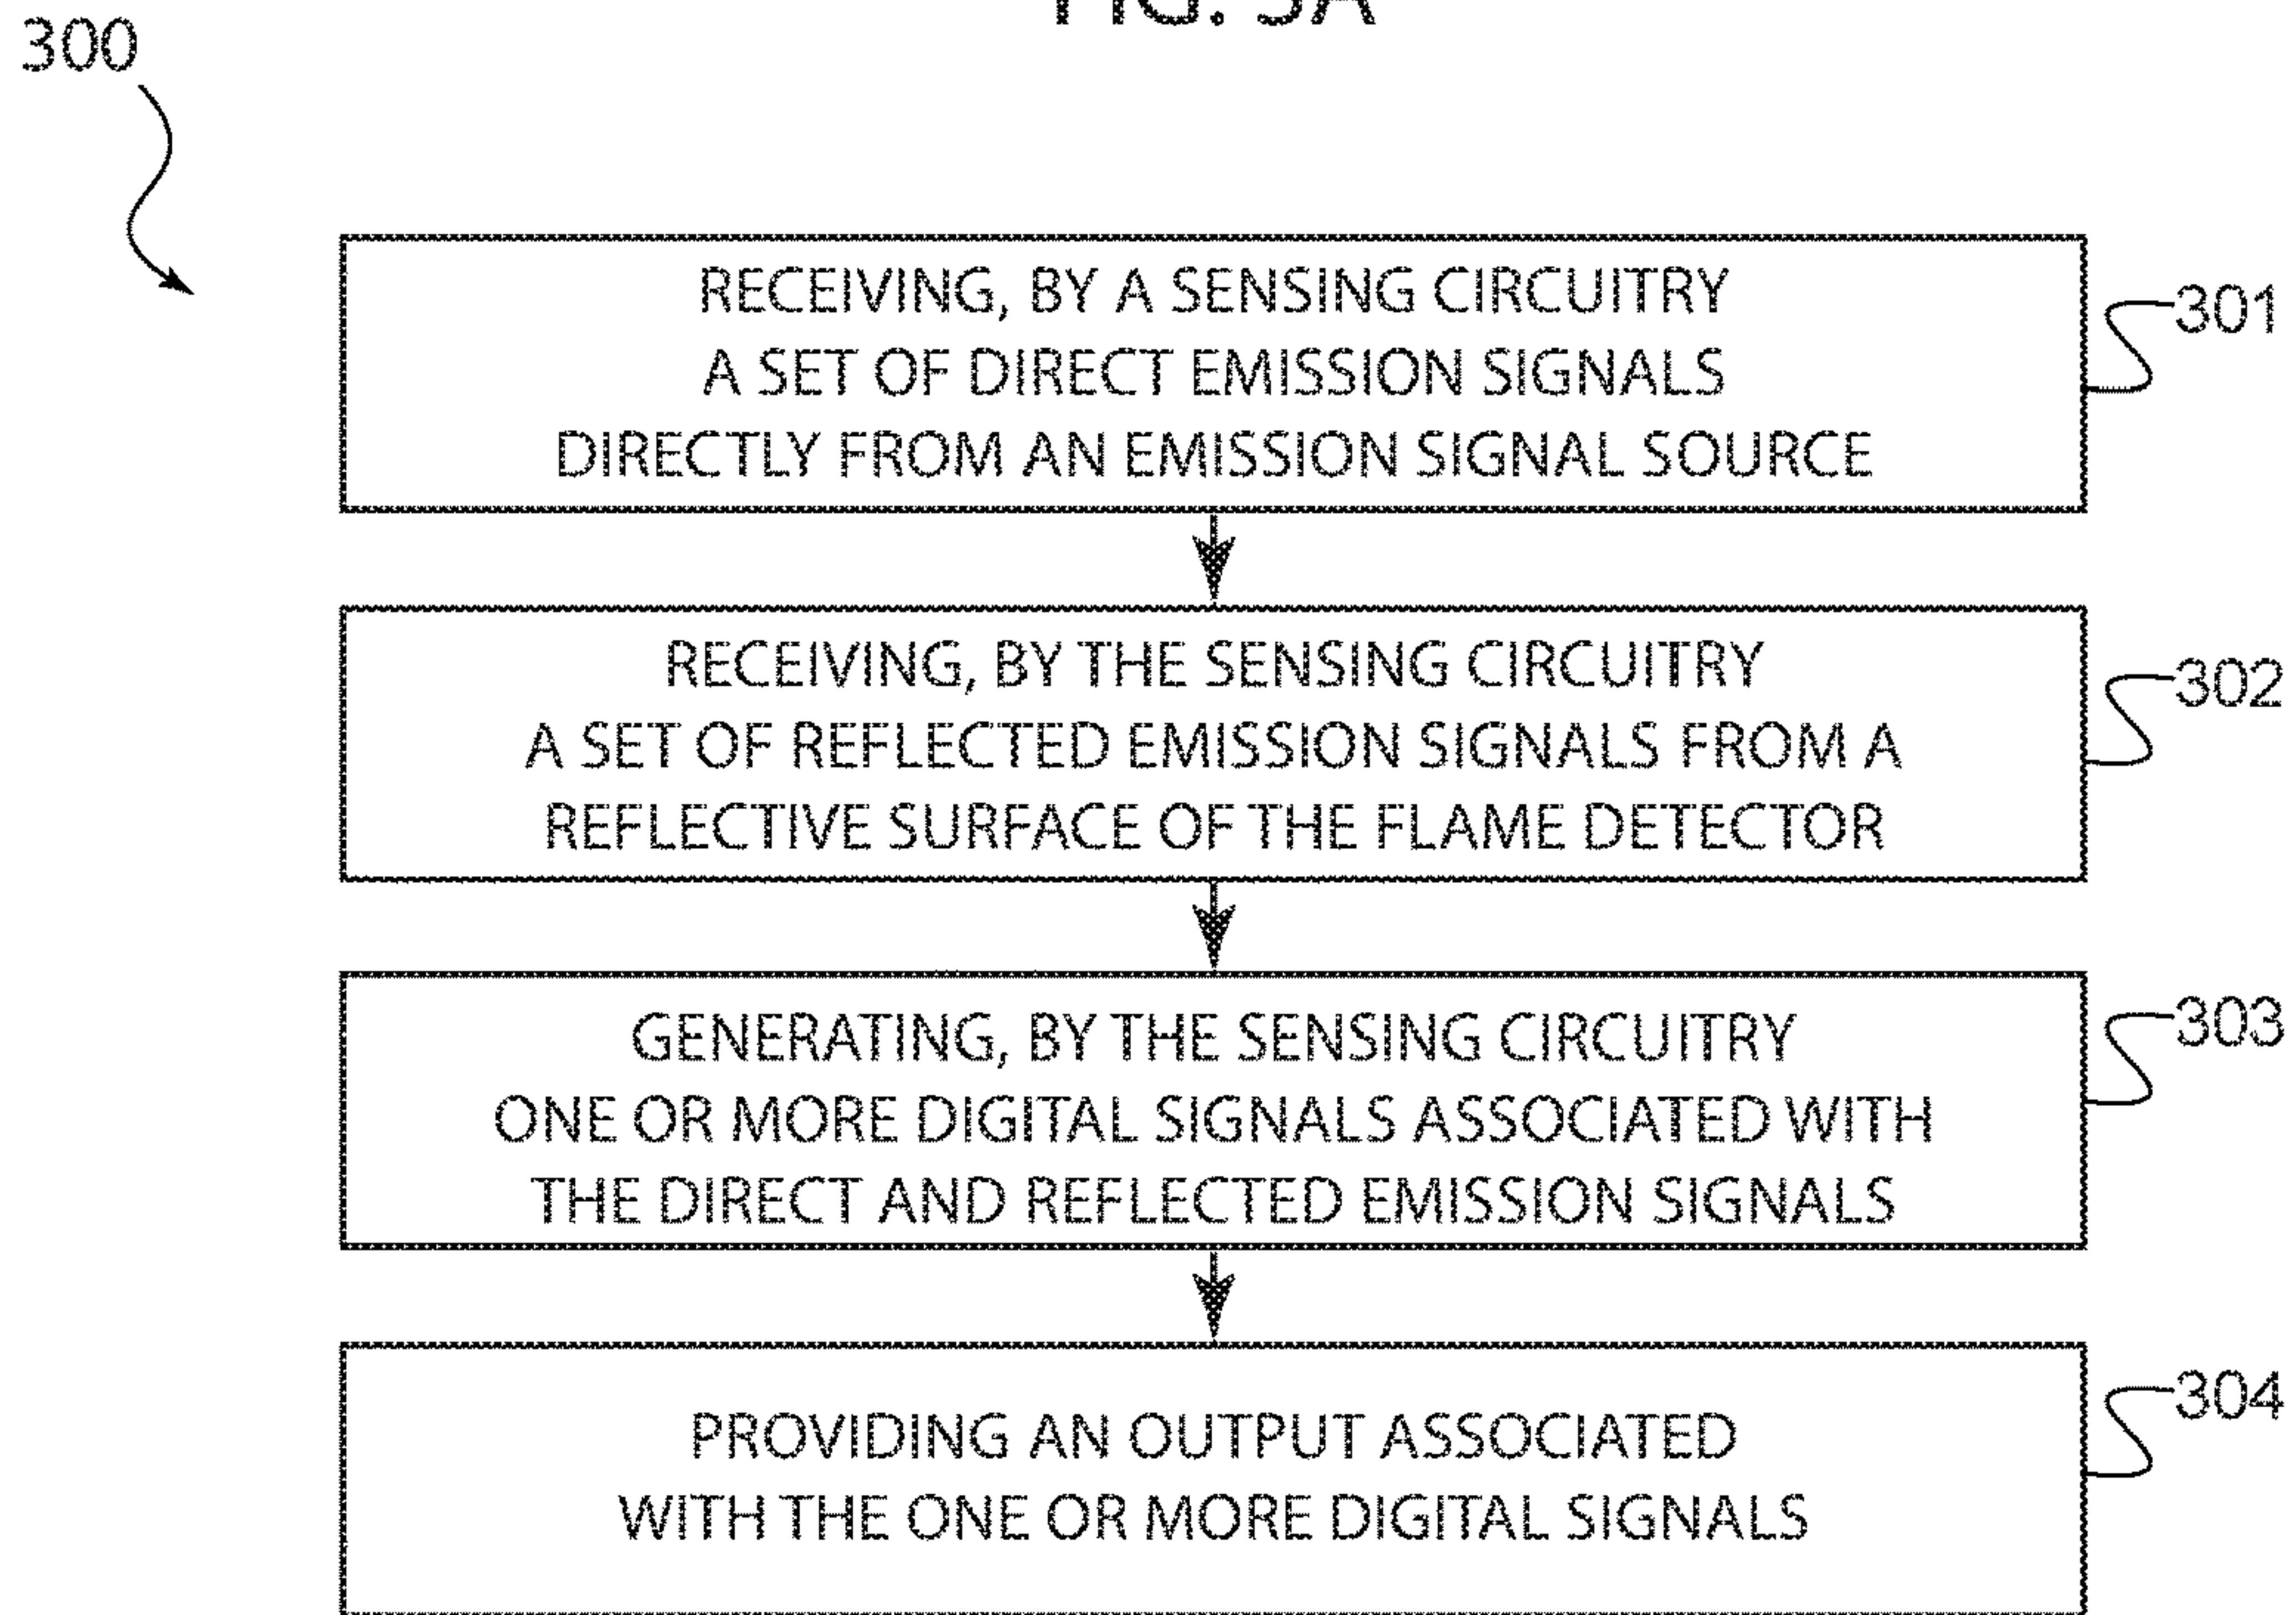 FIG. 3A
300
RECEIVING, BY A SENSING CIRCUITRY
A SET OF DIRECT EMISSION SIGNALS
DIRECTLY FROM AN EMISSION SIGNAL SOURCE
301
RECEIVING, BY THE SENSING CIRCUITRY
A SET OF REFLECTED EMISSION SIGNALS FROM A
REFLECTIVE SURFACE OF THE FLAME DETECTOR
302
GENERATING, BY THE SENSING CIRCUITRY
ONE OR MORE DIGITAL SIGNALS ASSOCIATED WITH
THE DIRECT AND REFLECTED EMISSION SIGNALS
303
PROVIDING AN OUTPUT ASSOCIATED
WITH THE ONE OR MORE DIGITAL SIGNALS
304